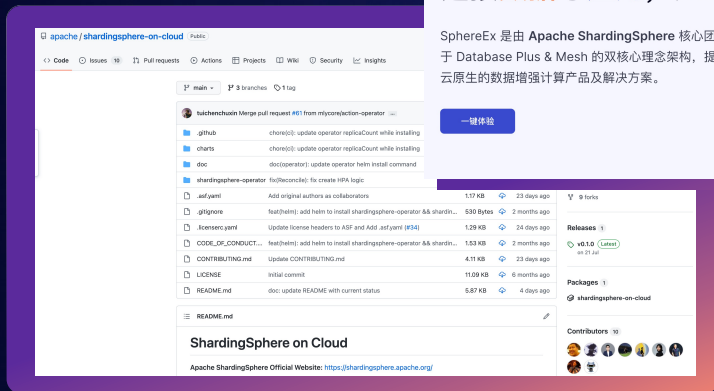 apache / shardingsphere-on-cloud Public
SphereEx 是由 Apache ShardingSphere 核心团
于 Database Plus & Mesh 的双核心理念架构，提
云原生的数据增强计算产品及解决方案。
一键体验
Code Issues 10 Pull requests Actions Projects Wiki Security Insights
main 3 branches 1 tag
tuichenchuxin Merge pull request #61 from mlycore/action-operator ...
.github chore(ci): update operator replicaCount while installing
charts chore(ci): update operator replicaCount while installing
doc doc(operator): update operator helm install command
shardingsphere-operator fix(Reconcile): fix create HPA logic
.asf.yaml Add original authors as collaborators 1.17 KB 23 days ago
.gitignore feat(helm): add helm to install shardingsphere-operator && shardin... 530 Bytes 2 months ago
.licenserc.yaml Update license headers to ASF and Add .asf.yaml (#34) 1.29 KB 24 days ago
CODE_OF_CONDUCT.... feat(helm): add helm to install shardingsphere-operator && shardin... 1.53 KB 2 months ago
CONTRIBUTING.md Update CONTRIBUTING.md 4.11 KB 23 days ago
LICENSE Initial commit 11.09 KB 6 months ago
README.md doc: update README with current status 5.87 KB 4 days ago
9 forks
Releases 1
v0.1.0 Latest
on 21 Jul
Packages 1
shardingsphere-on-cloud
Contributors 10
README.md
ShardingSphere on Cloud
Apache ShardingSphere Official Website: https://shardingsphere.apache.org/